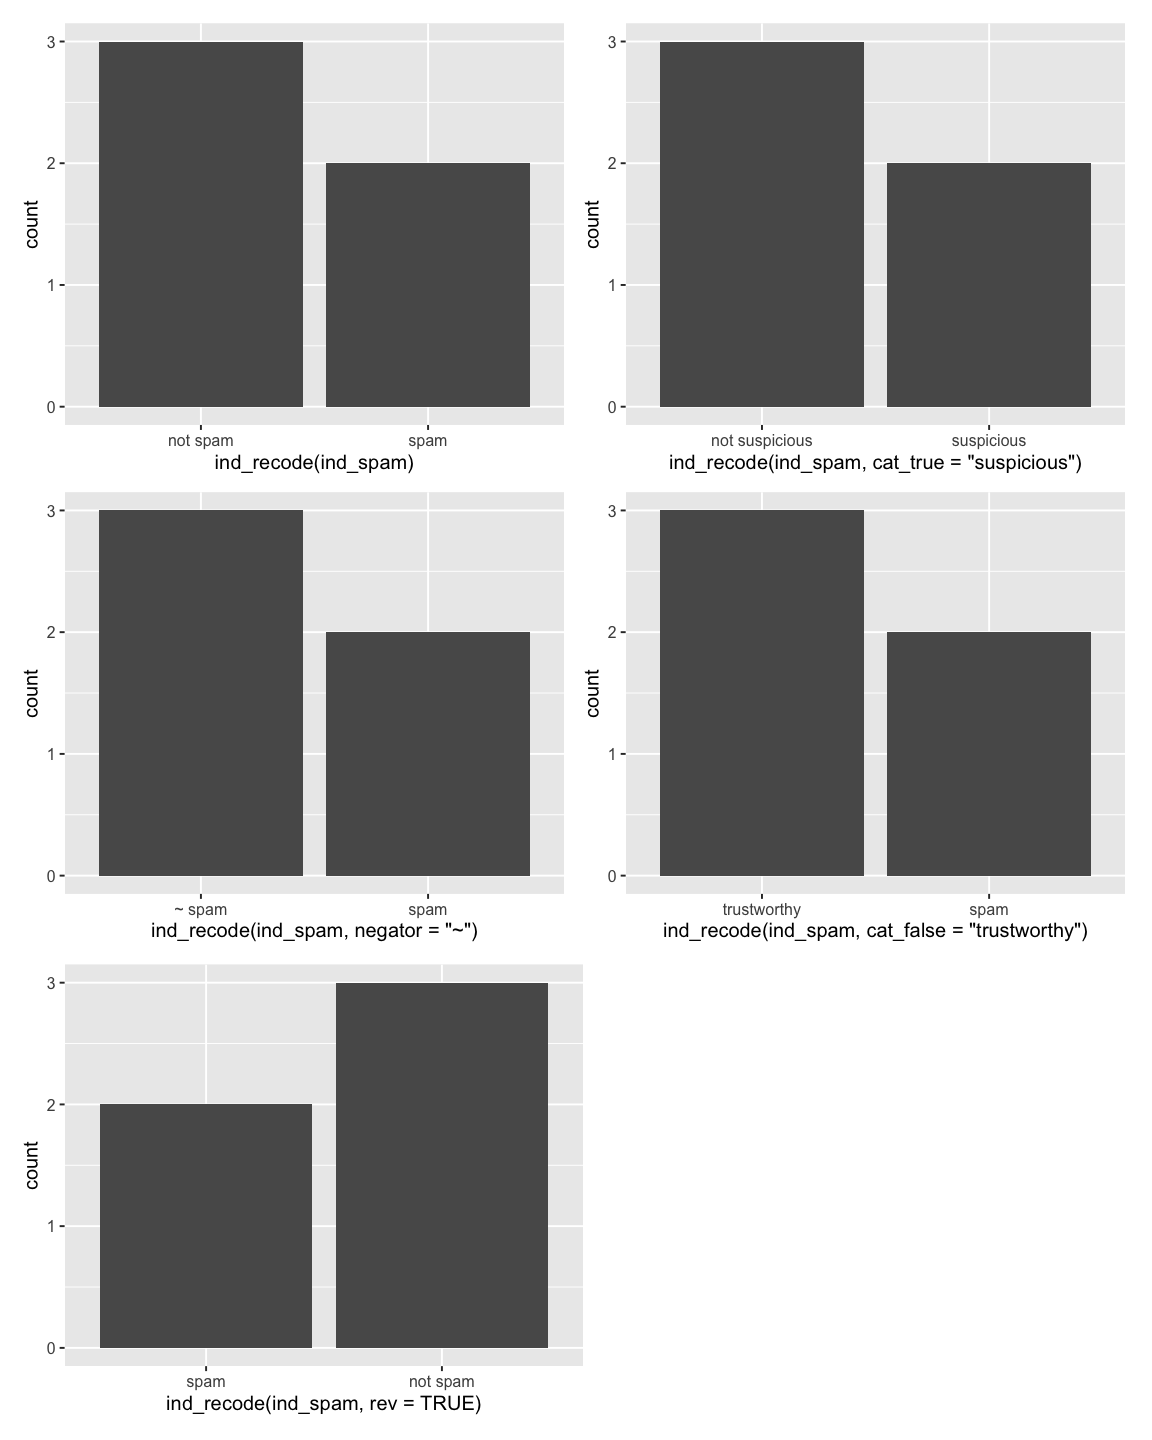 3
2
1
0
count
not spam spam
ind_recode(ind_spam)
3
2
1
0
count
not suspicious suspicious
ind_recode(ind_spam, cat_true = "suspicious")
3
2
1
0
count
~ spam spam
ind_recode(ind_spam, negator = "~")
3
2
1
0
count
trustworthy spam
ind_recode(ind_spam, cat_false = "trustworthy")
3
2
1
0
count
spam not spam
ind_recode(ind_spam, rev = TRUE)